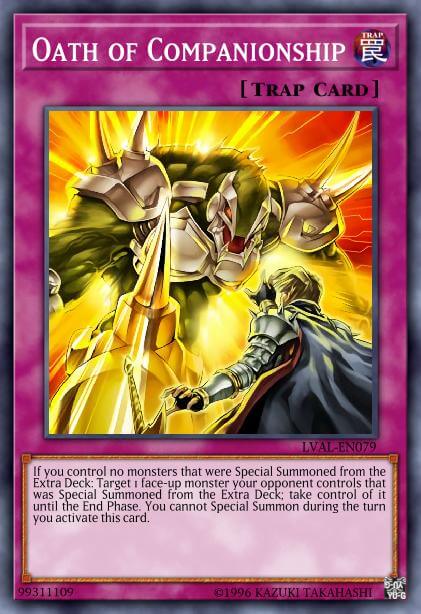 OATH OF COMPANIONSHIP
TRAP
罠
[TRAP CARD]
LVAL-EN079
If you control no monsters that were Special Summoned from the
Extra Deck: Target 1 face-up monster your opponent controls that
was Special Summoned from the Extra Deck; take control of it
until the End Phase. You cannot Special Summon during the turn
you activate this card.
99311109
©1996 KAZUKI TAKAHASHI